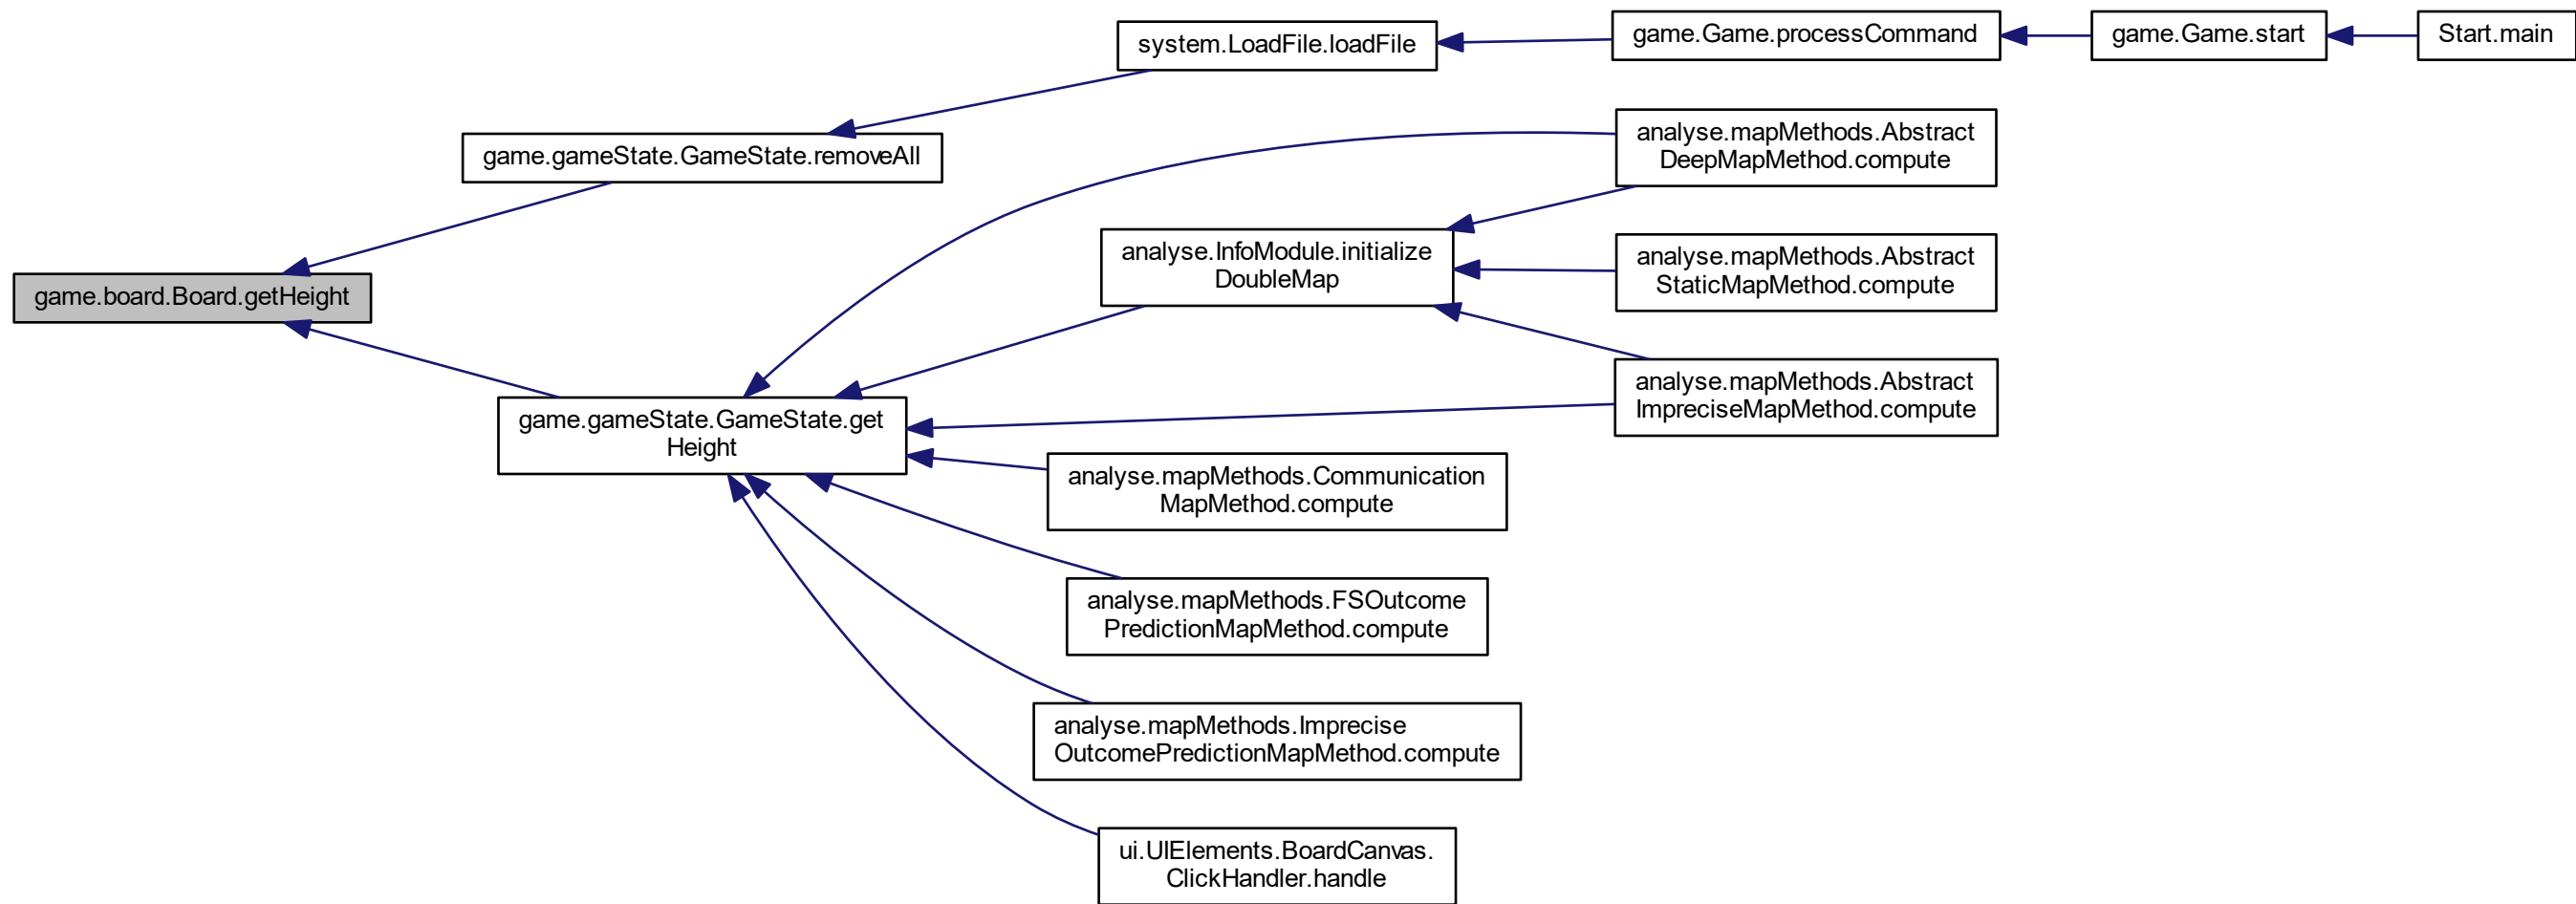 system.LoadFile.loadFile
game.Game.processCommand
game.Game.start
Start.main
game.gameState.GameState.removeAll
analyse.mapMethods.Abstract
DeepMapMethod.compute
analyse.InfoModule.initialize
DoubleMap
analyse.mapMethods.Abstract
StaticMapMethod.compute
game.board.Board.getHeight
analyse.mapMethods.Abstract
ImpreciseMapMethod.compute
game.gameState.GameState.get
Height
analyse.mapMethods.Communication
MapMethod.compute
analyse.mapMethods.FSOutcome
PredictionMapMethod.compute
analyse.mapMethods.Imprecise
OutcomePredictionMapMethod.compute
ui.UIElements.BoardCanvas.
ClickHandler.handle